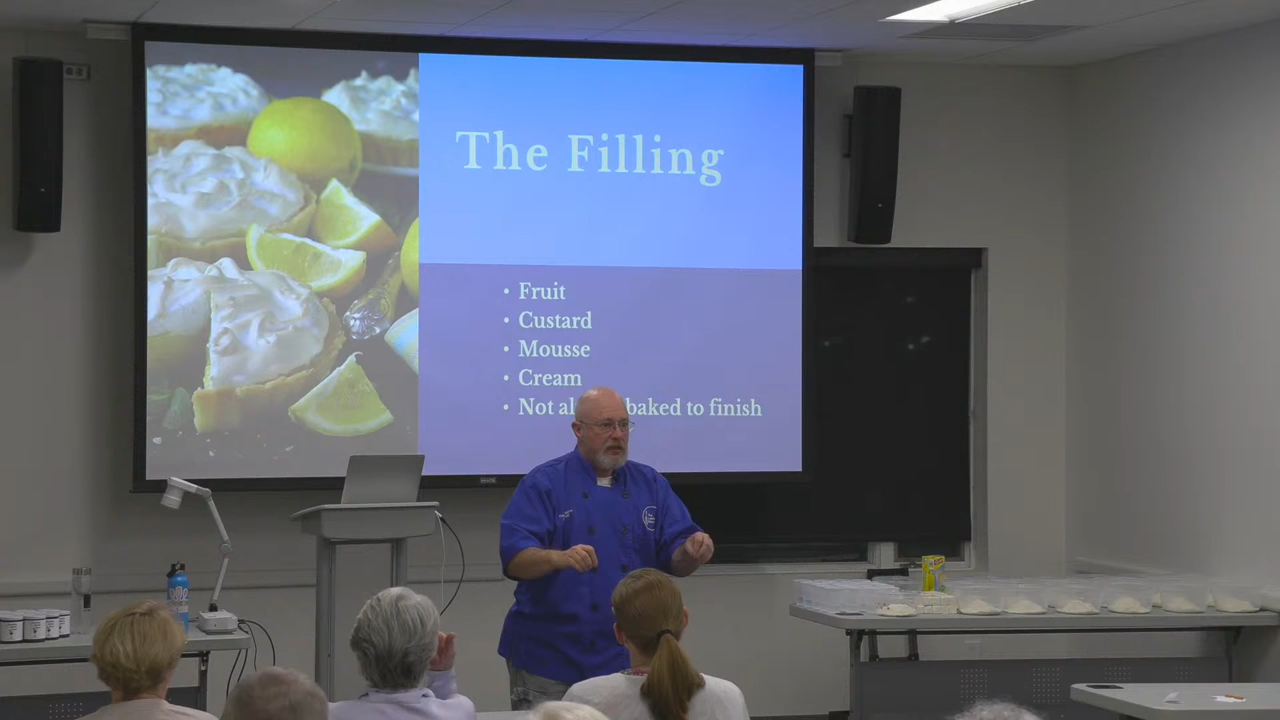 The Filling
• Fruit
• Custard
• Mousse
• Cream
• Not al baked to finish